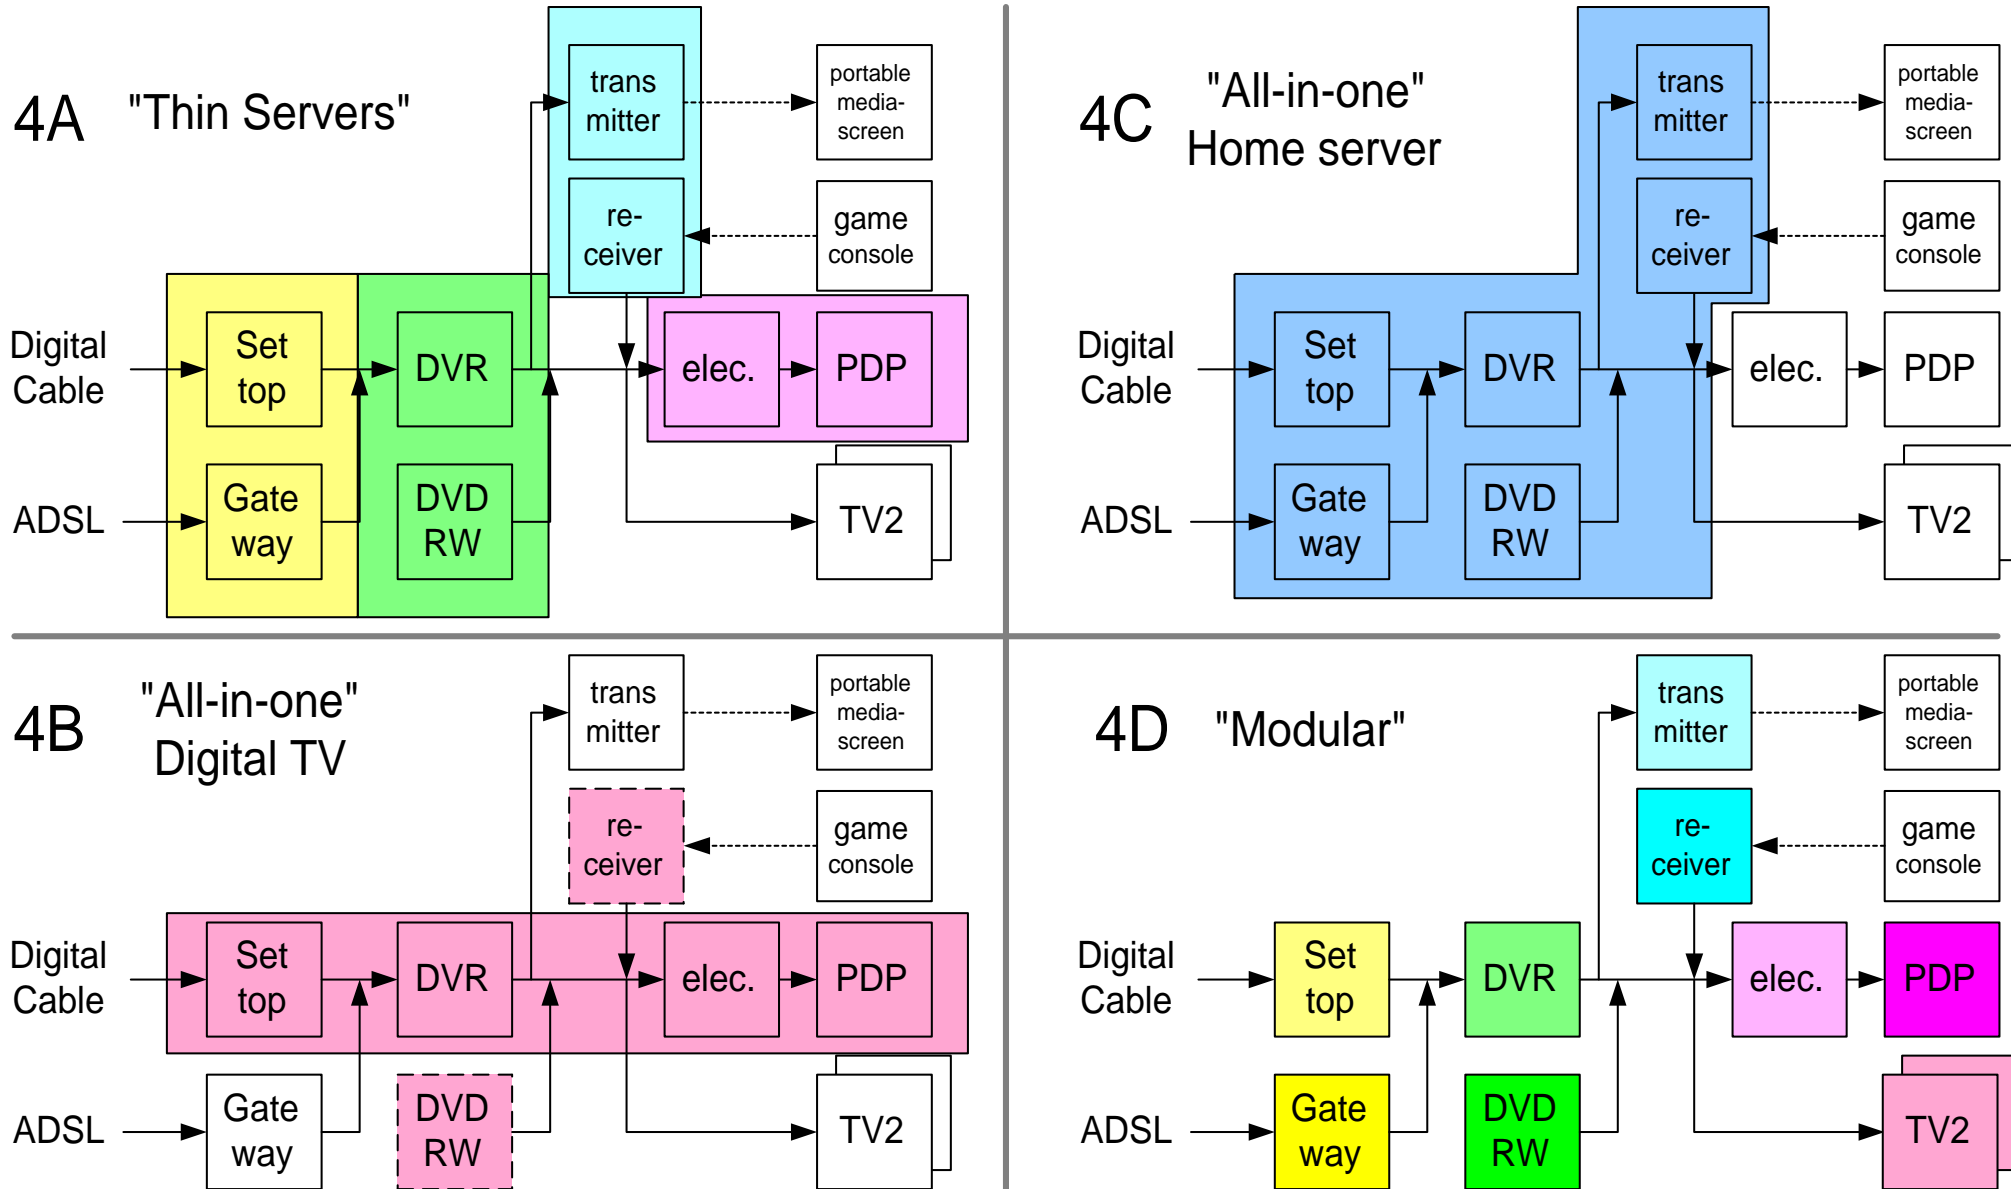 4A
"Thin Servers"
trans
mitter
portable
media-
screen
re-
ceiver
game
console
Digital
Cable
Set
top
DVR
elec.
PDP
ADSL
Gate
way
DVD
RW
TV2
4C
"All-in-one"
Home server
trans
mitter
portable
media-
screen
re-
ceiver
game
console
Digital
Cable
Set
top
DVR
elec.
PDP
ADSL
Gate
way
DVD
RW
TV2
4B
"All-in-one"
Digital TV
trans
mitter
portable
media-
screen
re-
ceiver
game
console
Digital
Cable
Set
top
DVR
elec.
PDP
ADSL
Gate
way
DVD
RW
TV2
4D
"Modular"
trans
mitter
portable
media-
screen
re-
ceiver
game
console
Digital
Cable
Set
top
DVR
elec.
PDP
ADSL
Gate
way
DVD
RW
TV2